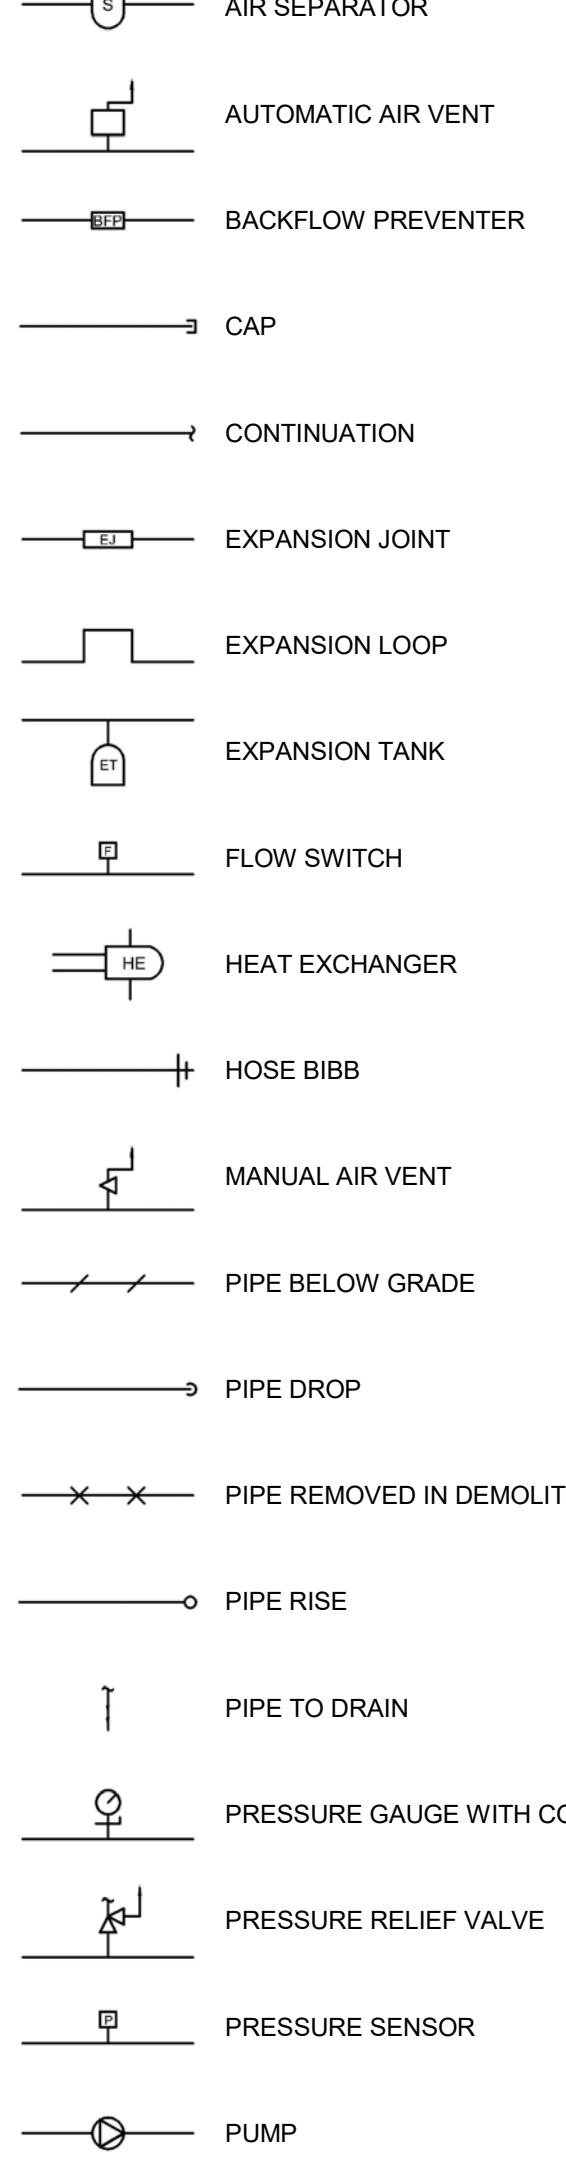 S AIR SEPARATOR
AUTOMATIC AIR VENT
BFP BACKFLOW PREVENTER
CAP
CONTINUATION
EJ EXPANSION JOINT
EXPANSION LOOP
ET EXPANSION TANK
F FLOW SWITCH
HE HEAT EXCHANGER
HOSE BIBB
MANUAL AIR VENT
PIPE BELOW GRADE
PIPE DROP
PIPE REMOVED IN DEMOLIT
PIPE RISE
PIPE TO DRAIN
PRESSURE GAUGE WITH CO
PRESSURE RELIEF VALVE
P PRESSURE SENSOR
PUMP